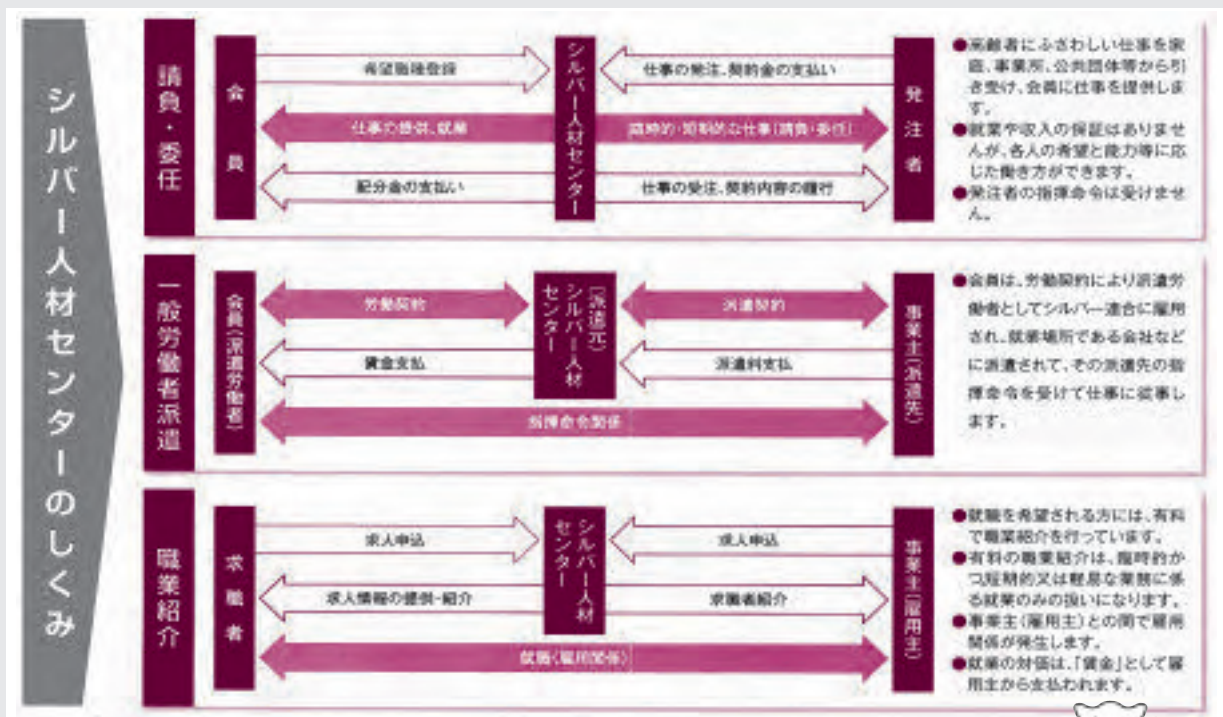 シルバー人材センターのしくみ
請負・委任
会員
希望職種登録
仕事の提供、就業
配分金の支払い
シルバー人材センター
仕事の発注、契約金の支払い
臨時的・短期的な仕事(請負・委任)
仕事の受注、契約内容の履行
発注者
●高齢者にふさわしい仕事を家
庭、事業所、公共団体等から引
き受け、会員に仕事を提供しま
す。
●就業や収入の保証はありませ
んが、各人の希望と能力等に応
じた働き方ができます。
●発注者の指揮命令は受けませ
ん。
一般労働者派遣
会員(派遣労働者)
労働契約
賃金支払
(派遣元)
シルバー人材
センター
派遣契約
派遣料支払
指揮命令関係
事業主(派遣先)
●会員は、労働契約により派遣労
働者としてシルバー連合に雇用
され、就業場所である会社など
に派遣されて、その派遣先の指
揮命令を受けて仕事に従事し
ます。
職業紹介
求職者
求人申込
求人情報の提供・紹介
シルバー人材
センター
求人申込
求職者紹介
就職(雇用関係)
事業主(雇用主)
●就職を希望される方には、有料
で職業紹介を行っています。
●有料の職業紹介は、臨時的か
つ短期的又は軽易な業務に係
る就業のみの扱いになります。
●事業主(雇用主)との間で雇用
関係が発生します。
●就業の対価は、「賃金」として雇
用主から支払われます。